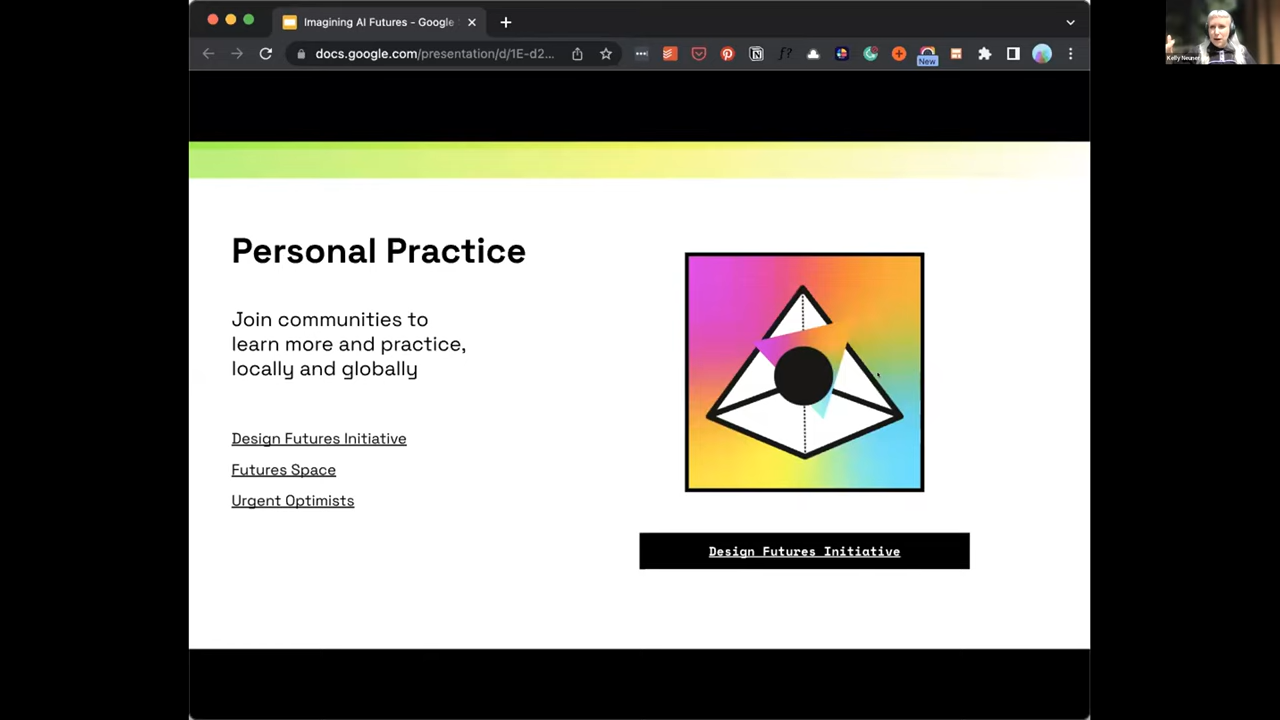 Imagining AI Futures - Google
docs.google.com/presentation/d/1E-d2...
New
Personal Practice
Join communities to
learn more and practice,
locally and globally
Design Futures Initiative
Futures Space
Urgent Optimists
Design Futures Initiative